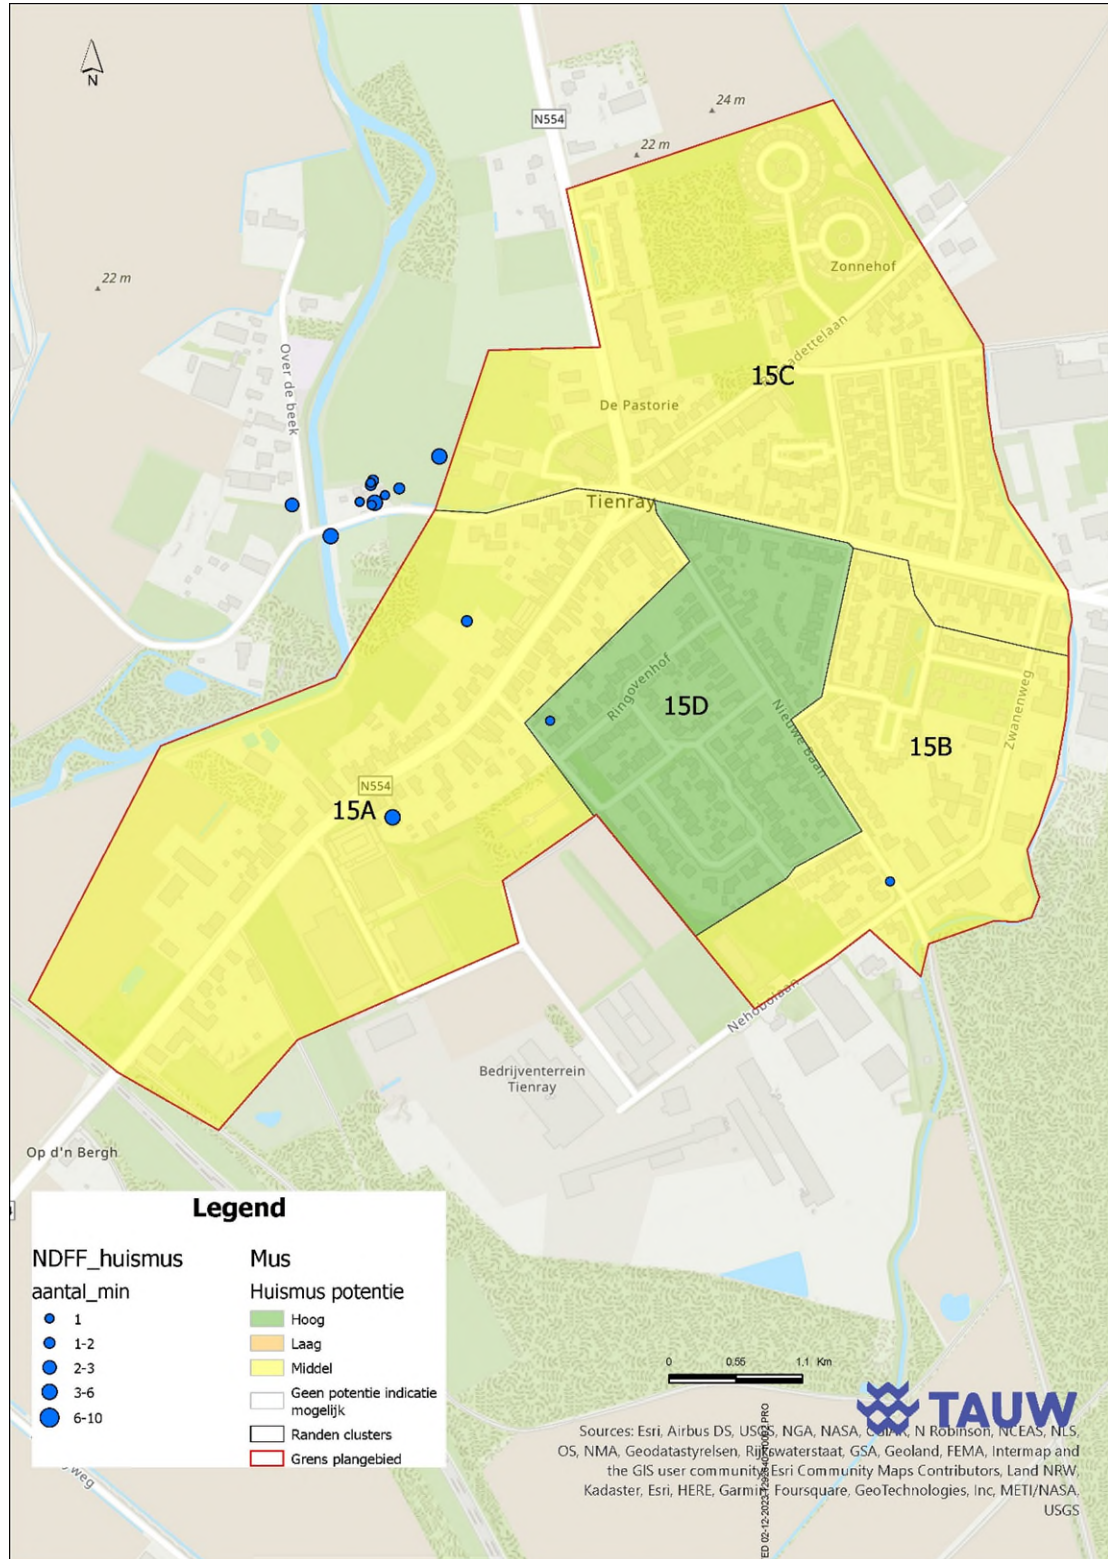 N
24 m
N554
22 m
Zonnehof
22 m
Over de beek
15C
De Pastorie
Tienray
Ringovenhof
15D
Nieuwe Baan
Zwanenweg
15B
N554
15A
Nehobolaan
Bedrijventerrein
Tienray
Op d'n Bergh
Legend
NDFF_huismus
aantal_min
1
1-2
2-3
3-6
6-10
Mus
Huismus potentie
Hoog
Laag
Middel
Geen potentie indicatie
mogelijk
Randen clusters
Grens plangebied
0 0.55 1.1 Km
TAUW
Sources: Esri, Airbus DS, USGS, NGA, NASA, CGIAR, N Robinson, NCEAS, NLS,
OS, NMA, Geodatastyrelsen, Rijkswaterstaat, GSA, Geoland, FEMA, Intermap and
the GIS user community, Esri Community Maps Contributors, Land NRW,
Kadaster, Esri, HERE, Garmin, Foursquare, GeoTechnologies, Inc, METI/NASA,
USGS